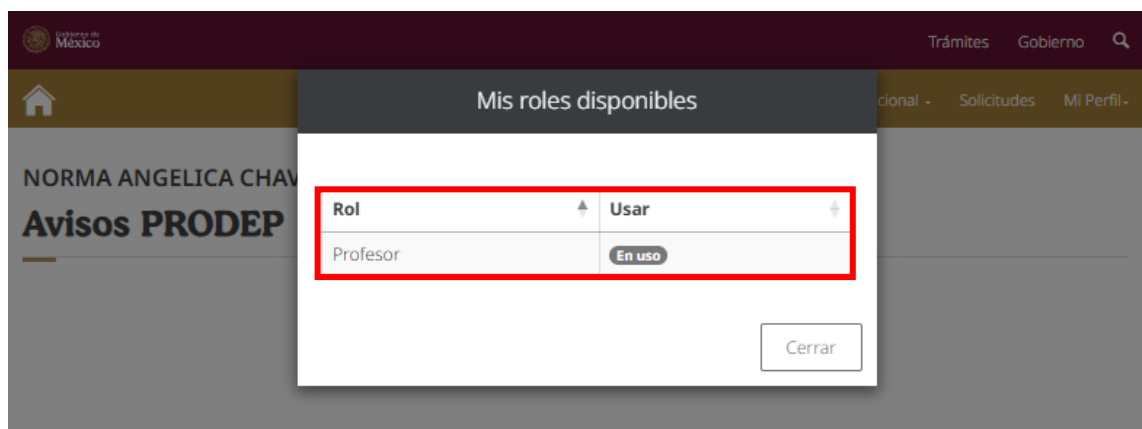 Gobierno de
México
Trámites Gobierno
Mis roles disponibles
cional Solicitudes Mi Perfil
NORMA ANGELICA CHAV
Avisos PRODEP
Rol Usar
Profesor En uso
Cerrar